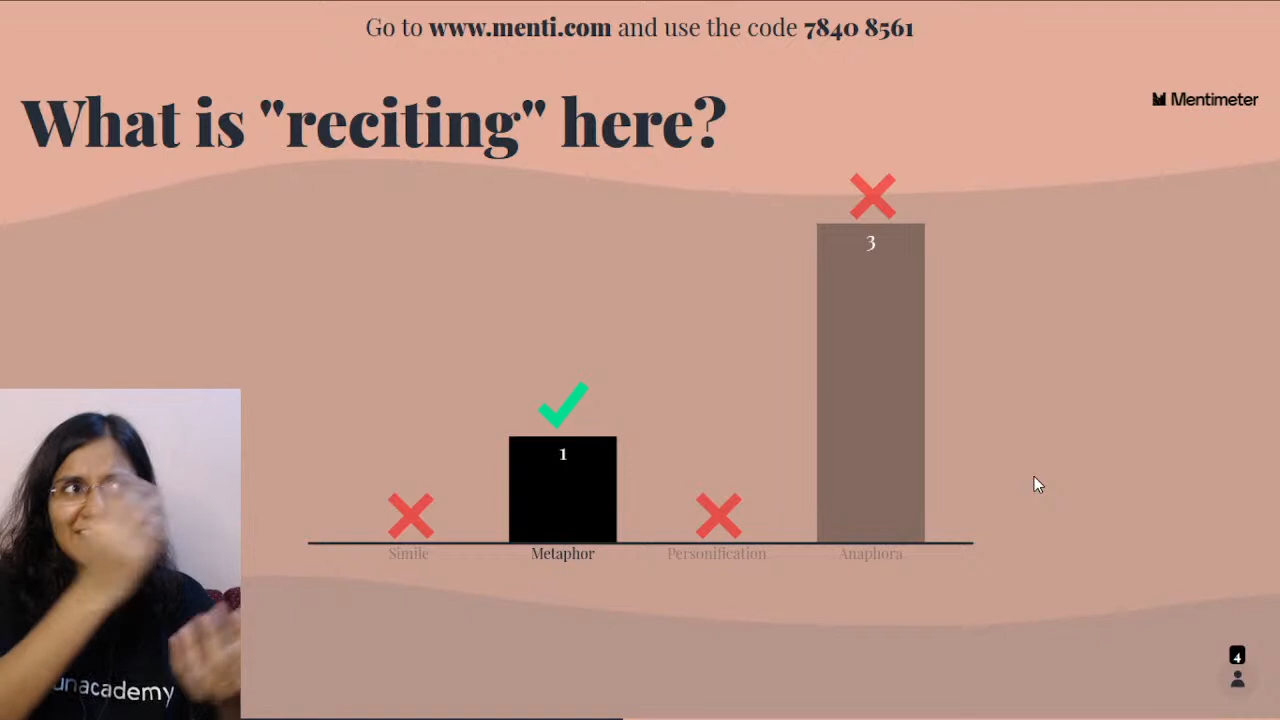 Go to www.menti.com and use the code 7840 8561
What is "reciting" here?
Mentimeter
3
1
Simile Metaphor Personification Anaphora
unacademy
4